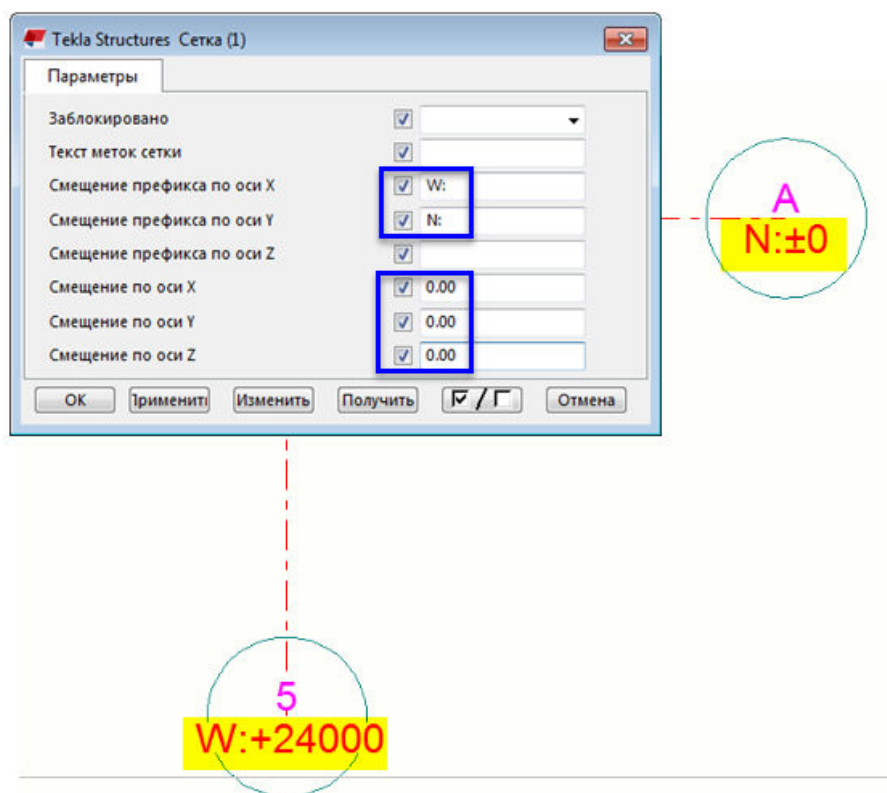 Tekla Structures Сетка (1)
Параметры
Заблокировано
Текст меток сетки
Смещение префикса по оси X W:
Смещение префикса по оси Y N:
Смещение префикса по оси Z
Смещение по оси X 0.00
Смещение по оси Y 0.00
Смещение по оси Z 0.00
OK Применить Изменить Получить / Отмена
A
N:±0
5
W:+24000